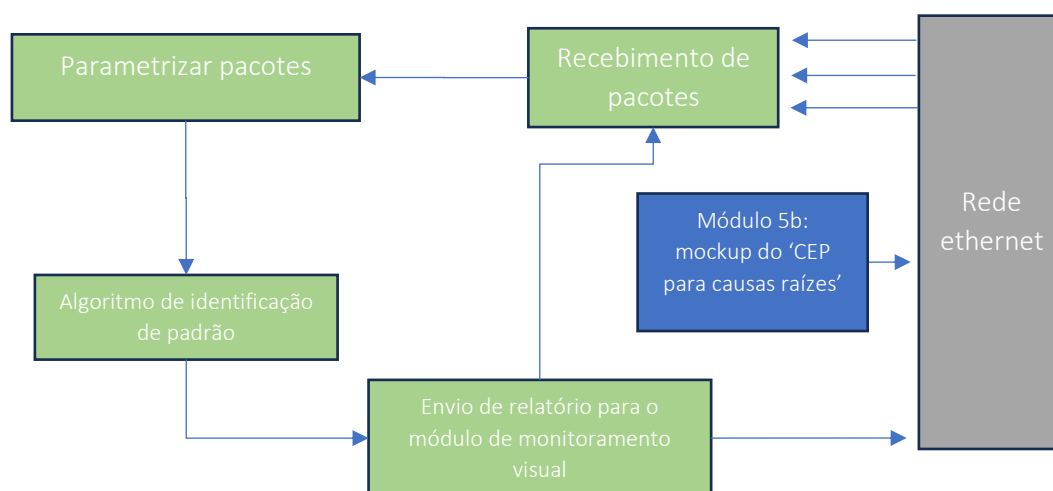 Parametrizar pacotes
Recebimento de
pacotes
Módulo 5b:
mockup do ‘CEP
para causas raízes’
Rede
ethernet
Algoritmo de identificação
de padrão
Envio de relatório para o
módulo de monitoramento
visual